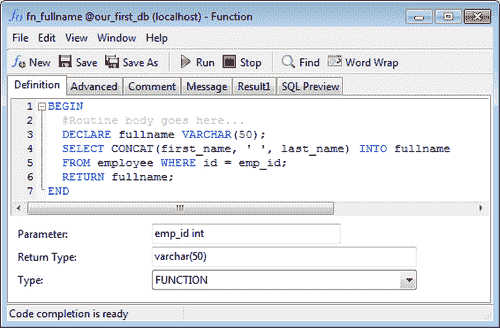 fn_fullname @our_first_db (localhost) - Function
File Edit View Window Help
New Save Save As Run Stop Find Word Wrap
Definition Advanced Comment Message Result1 SQL Preview
1 BEGIN
2 #Routine body goes here...
3 DECLARE fullname VARCHAR(50);
4 SELECT CONCAT(first_name, ' ', last_name) INTO fullname
5 FROM employee WHERE id = emp_id;
6 RETURN fullname;
7 END
Parameter: emp_id int
Return Type: varchar(50)
Type: FUNCTION
Code completion is ready